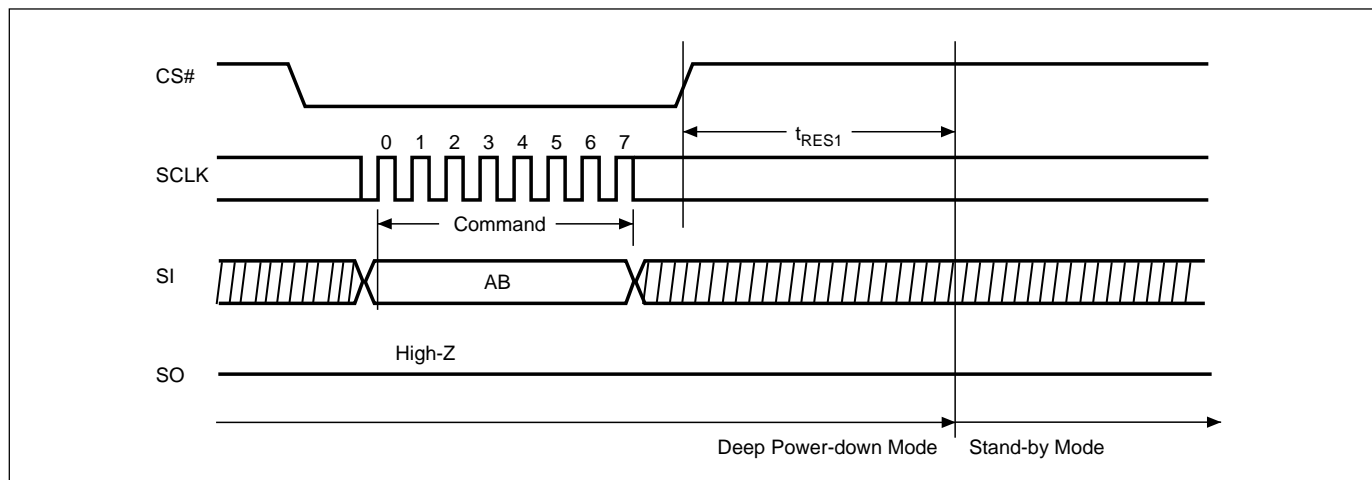 CS#
tRES1
0 1 2 3 4 5 6 7
SCLK
Command
SI
AB
High-Z
SO
Deep Power-down Mode Stand-by Mode